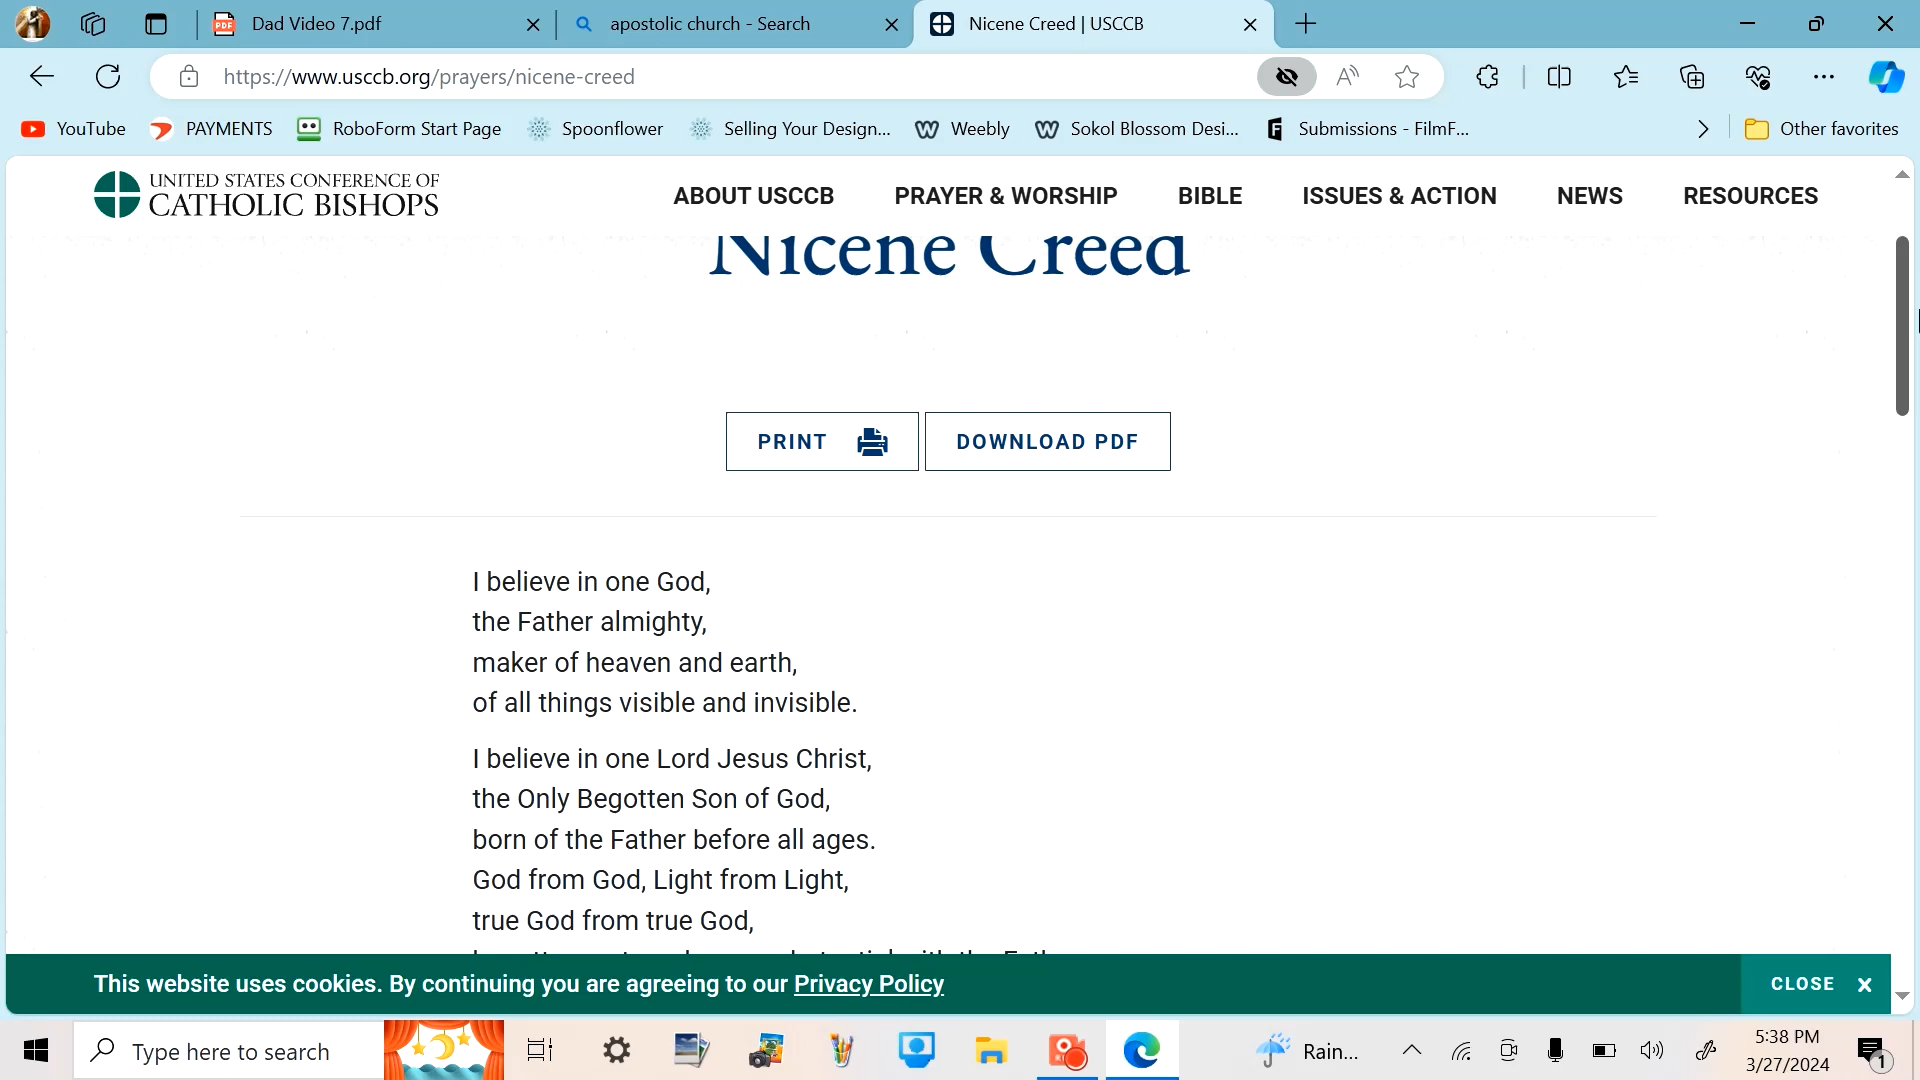 Dad Video 7.pdf
apostolic church - Search
Nicene Creed | USCCB
https://www.usccb.org/prayers/nicene-creed
YouTube
PAYMENTS
RoboForm Start Page
Spoonflower
Selling Your Design...
Weebly
Sokol Blossom Desi...
Submissions - FilmF...
Other favorites
UNITED STATES CONFERENCE OF
CATHOLIC BISHOPS
ABOUT USCCB
PRAYER & WORSHIP
BIBLE
ISSUES & ACTION
NEWS
RESOURCES
Nicene Creed
PRINT
DOWNLOAD PDF
I believe in one God,
the Father almighty,
maker of heaven and earth,
of all things visible and invisible.
I believe in one Lord Jesus Christ,
the Only Begotten Son of God,
born of the Father before all ages.
God from God, Light from Light,
true God from true God,
This website uses cookies. By continuing you are agreeing to our Privacy Policy
CLOSE x
Type here to search
Rain...
5:38 PM
3/27/2024
1